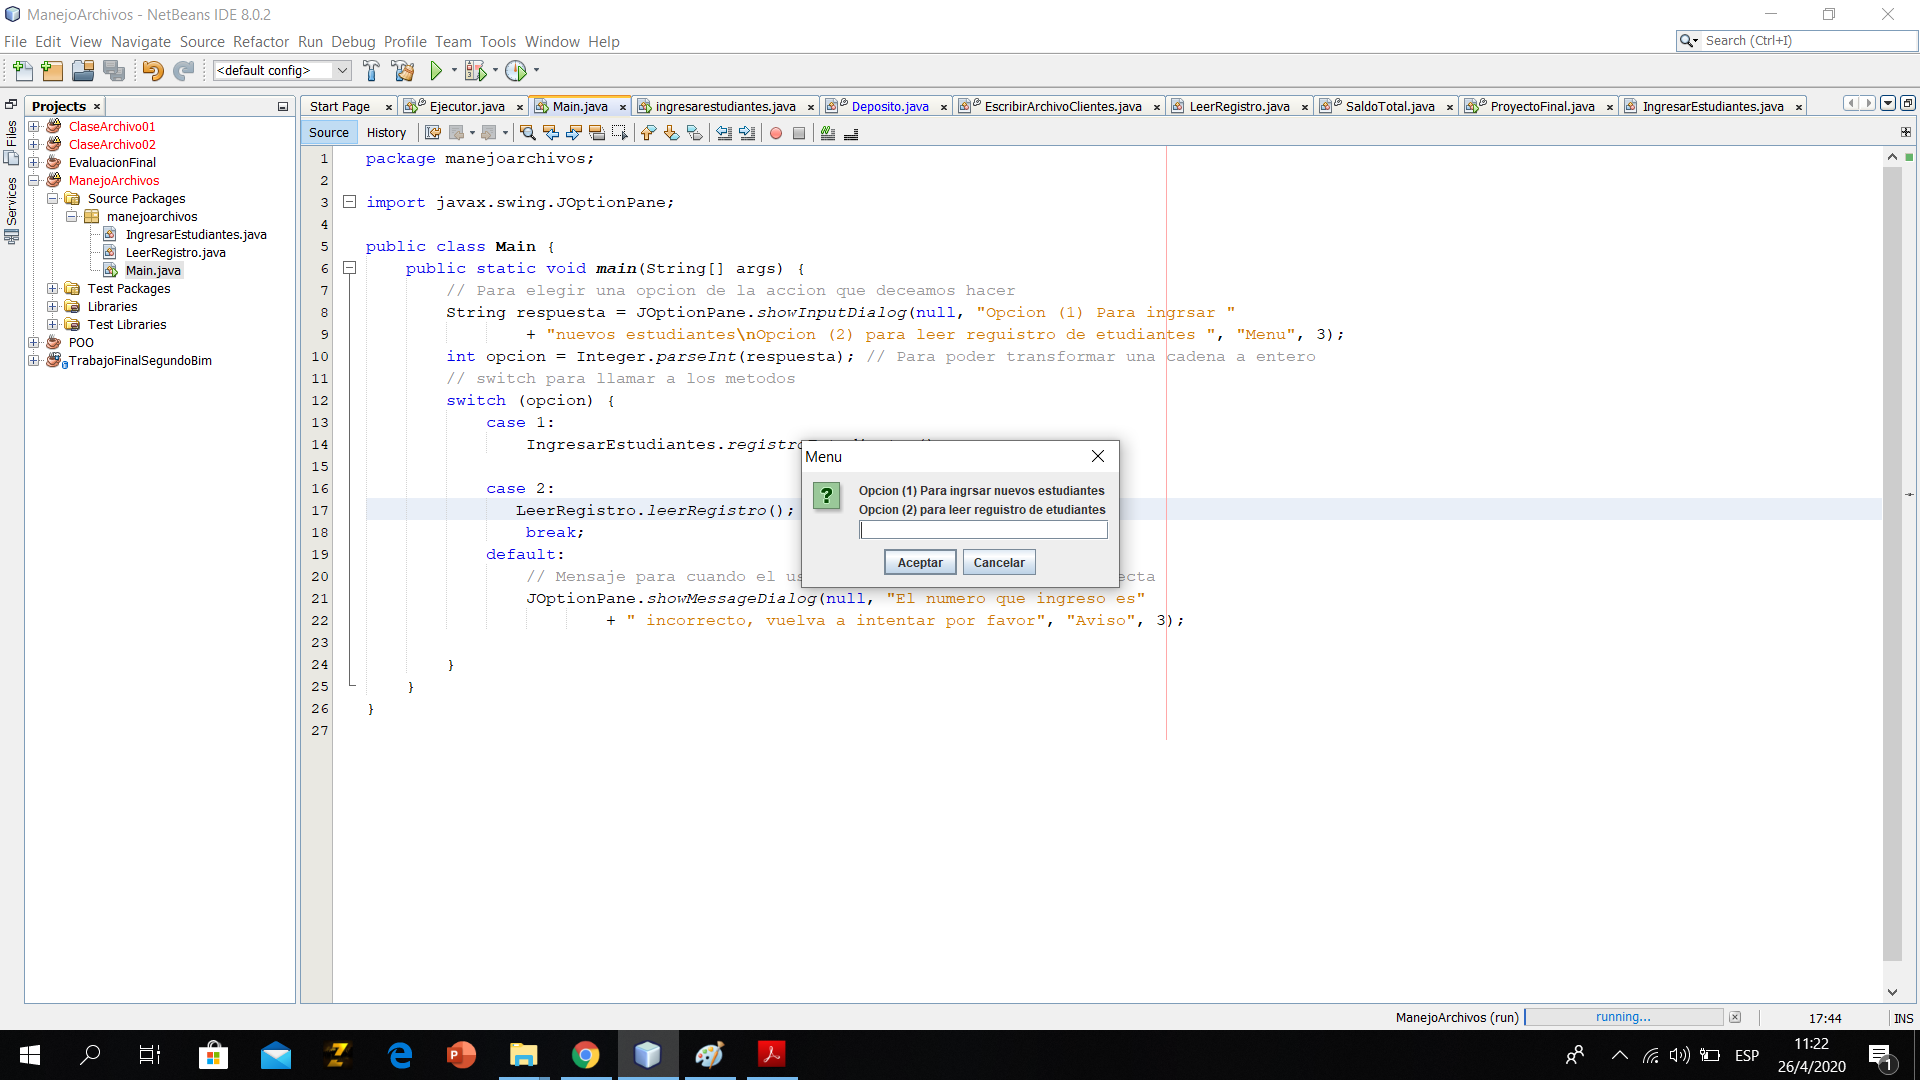 ManejoArchivos - NetBeans IDE 8.0.2
File Edit View Navigate Source Refactor Run Debug Profile Team Tools Window Help
Search (Ctrl+I)
<default config>
Projects
Start Page Ejecutor.java Main.java ingresarestudiantes.java Deposito.java EscribirArchivoClientes.java LeerRegistro.java SaldoTotal.java ProyectoFinal.java IngresarEstudiantes.java
Files
Services
ClaseArchivo01
ClaseArchivo02
EvaluacionFinal
ManejoArchivos
Source Packages
manejoarchivos
IngresarEstudiantes.java
LeerRegistro.java
Main.java
Test Packages
Libraries
Test Libraries
POO
TrabajoFinalSegundoBim
Source History
1 package manejoarchivos;
2
3 import javax.swing.JOptionPane;
4
5 public class Main {
6 public static void main(String[] args) {
7 // Para elegir una opcion de la accion que deceamos hacer
8 String respuesta = JOptionPane.showInputDialog(null, "Opcion (1) Para ingrsar "
9 + "nuevos estudiantes\nOpcion (2) para leer reguistro de etudiantes ", "Menu", 3);
10 int opcion = Integer.parseInt(respuesta); // Para poder transformar una cadena a entero
11 // switch para llamar a los metodos
12 switch (opcion) {
13 case 1:
14 IngresarEstudiantes.
15
16 case 2:
17 LeerRegistro.leerRegistro();
18 break;
19 default:
20 // Mensaje para cuando el
21 JOptionPane.showMessageDialog(null, "El numero que ingreso es"
22 + " incorrecto, vuelva a intentar por favor", "Aviso", 3);
23
24 }
25 }
26 }
27
Menu
Opcion (1) Para ingrsar nuevos estudiantes
Opcion (2) para leer reguistro de etudiantes
Aceptar Cancelar
ManejoArchivos (run) running... 17:44 INS
ESP
11:22
26/4/2020
1